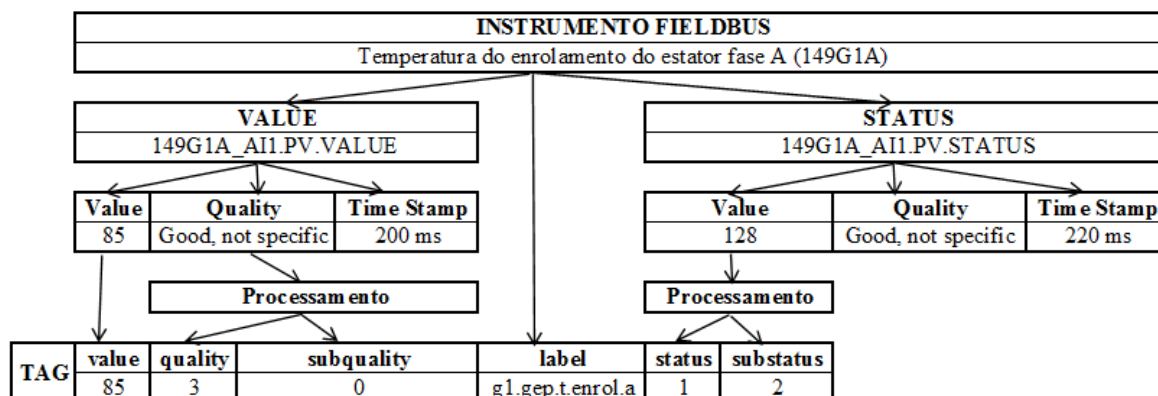 INSTRUMENTO FIELDBUS
Temperatura do enrolamento do estator fase A (149G1A)
VALUE
149G1A_AI1.PV.VALUE
STATUS
149G1A_AI1.PV.STATUS
Value Quality Time Stamp
85 Good, not specific 200 ms
Value Quality Time Stamp
128 Good, not specific 220 ms
Processamento
Processamento
TAG
value quality subquality label status substatus
85 3 0 g1.gep.t.enrol.a 1 2